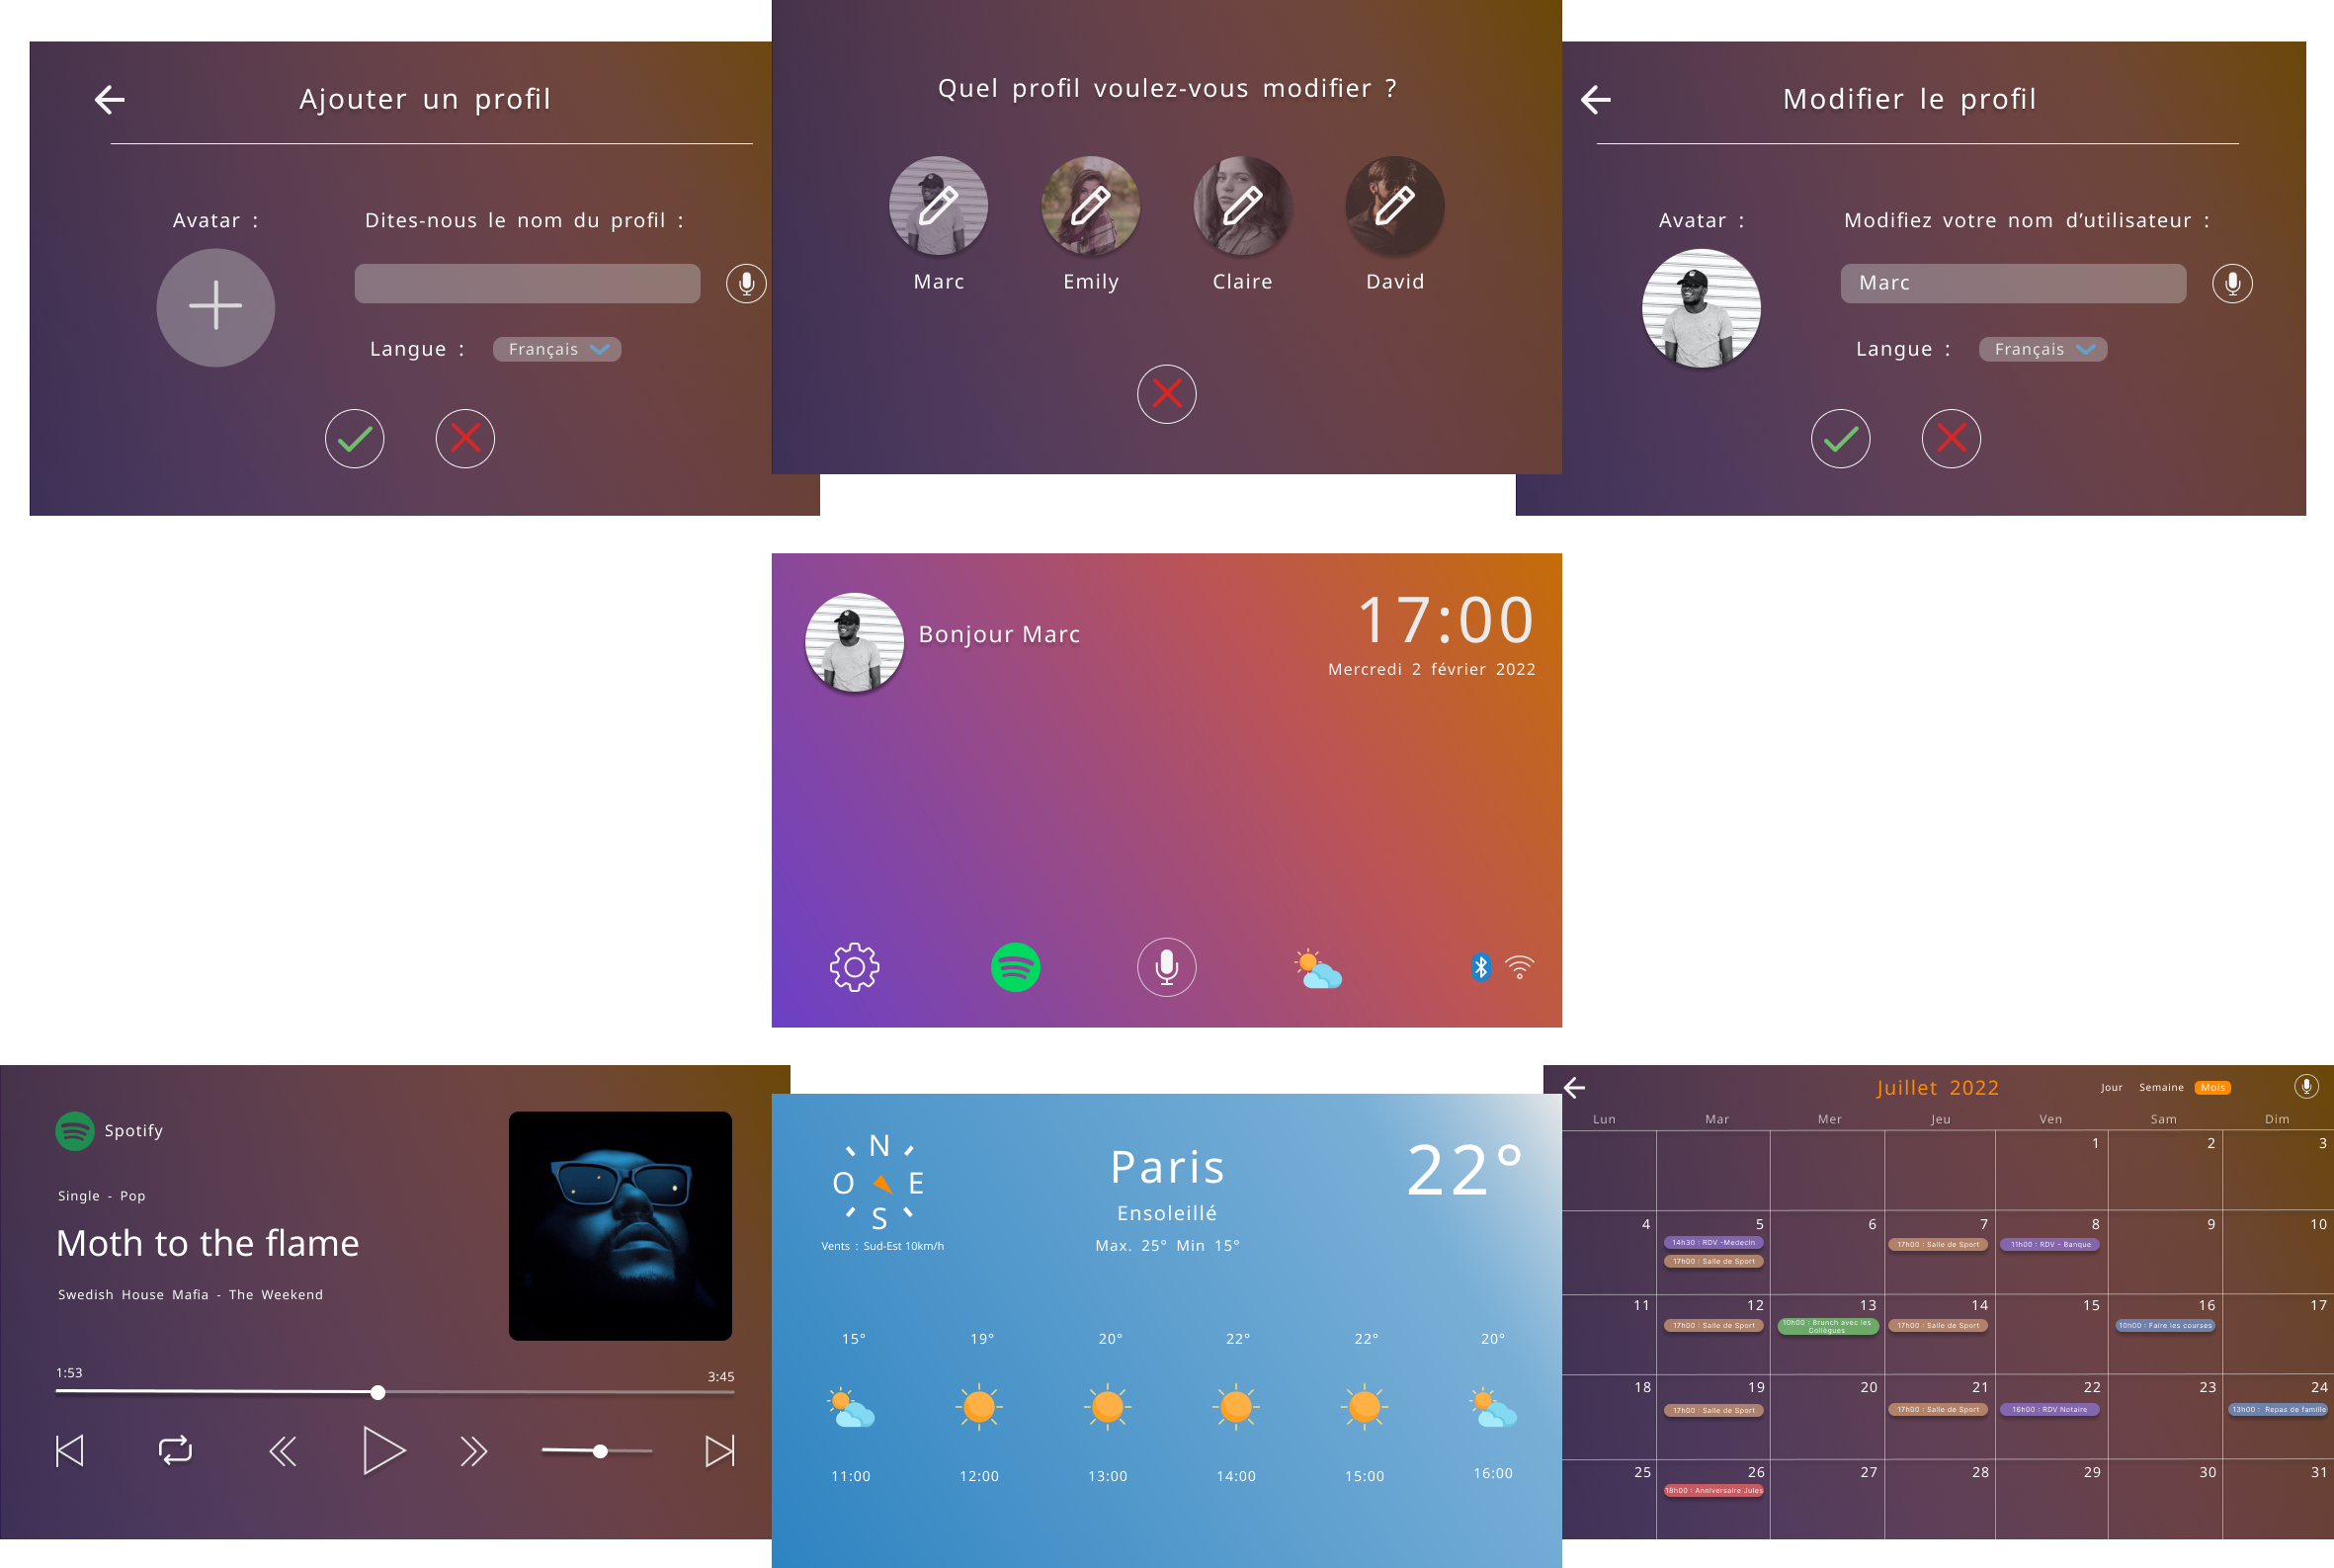 Ajouter un profil
Avatar :
Dites-nous le nom du profil :
Langue :
Français
Quel profil voulez-vous modifier ?
Marc
Emily
Claire
David
Modifier le profil
Avatar :
Modifiez votre nom d’utilisateur :
Marc
Langue :
Français
Bonjour Marc
17:00
Mercredi 2 février 2022
Spotify
Single - Pop
Moth to the flame
Swedish House Mafia - The Weekend
1:53
3:45
N
O E
S
Vents : Sud-Est 10km/h
Paris
Ensoleillé
Max. 25° Min 15°
22°
15° 19° 20° 22° 22° 20°
11:00 12:00 13:00 14:00 15:00 16:00
Juillet 2022
Jour Semaine Mois
Lun Mar Mer Jeu Ven Sam Dim
1 2 3
4 5 6 7 8 9 10
14h30 : RDV -Medecin
17h00 : Salle de Sport
17h00 : Salle de Sport
11h00 : RDV - Banque
11 12 13 14 15 16 17
17h00 : Salle de Sport
10h00 : Brunch avec les
Collègues
17h00 : Salle de Sport
10h00 : Faire les courses
18 19 20 21 22 23 24
17h00 : Salle de Sport
17h00 : Salle de Sport
16h00 : RDV Notaire
13h00 : Repas de famille
25 26 27 28 29 30 31
18h00 : Anniversaire Jules